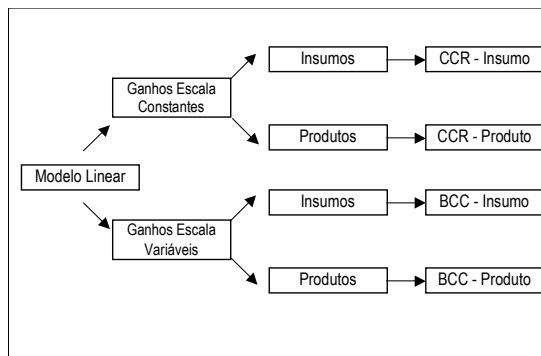 Insumos
CCR - Insumo
Ganhos Escala
Constantes
Produtos
CCR - Produto
Modelo Linear
Insumos
BCC - Insumo
Ganhos Escala
Variáveis
Produtos
BCC - Produto